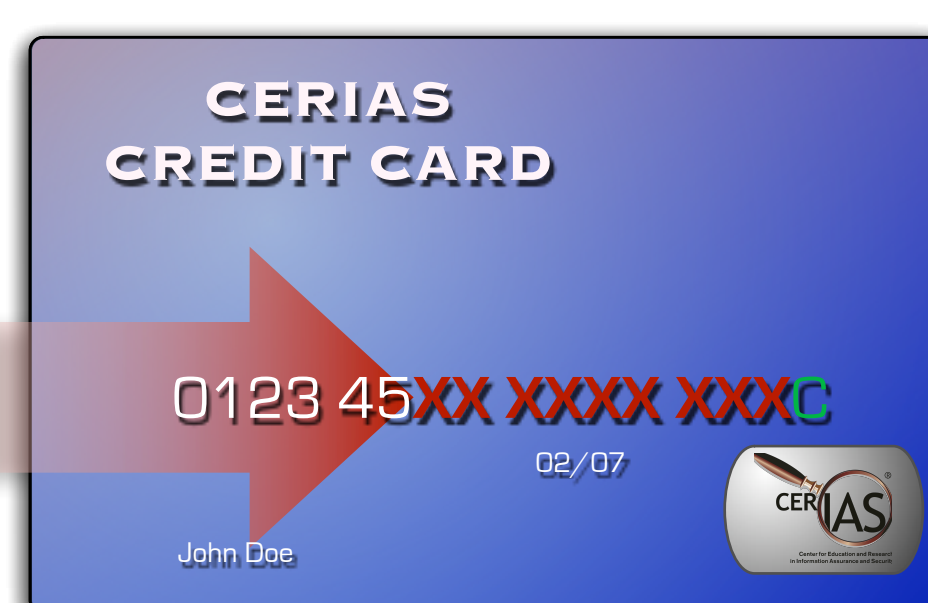 CERIAS
CREDIT CARD
0123 45XX XXXX XXXC
02/07
John Doe
CERIAS®
Center for Education and Research
in Information Assurance and Securit